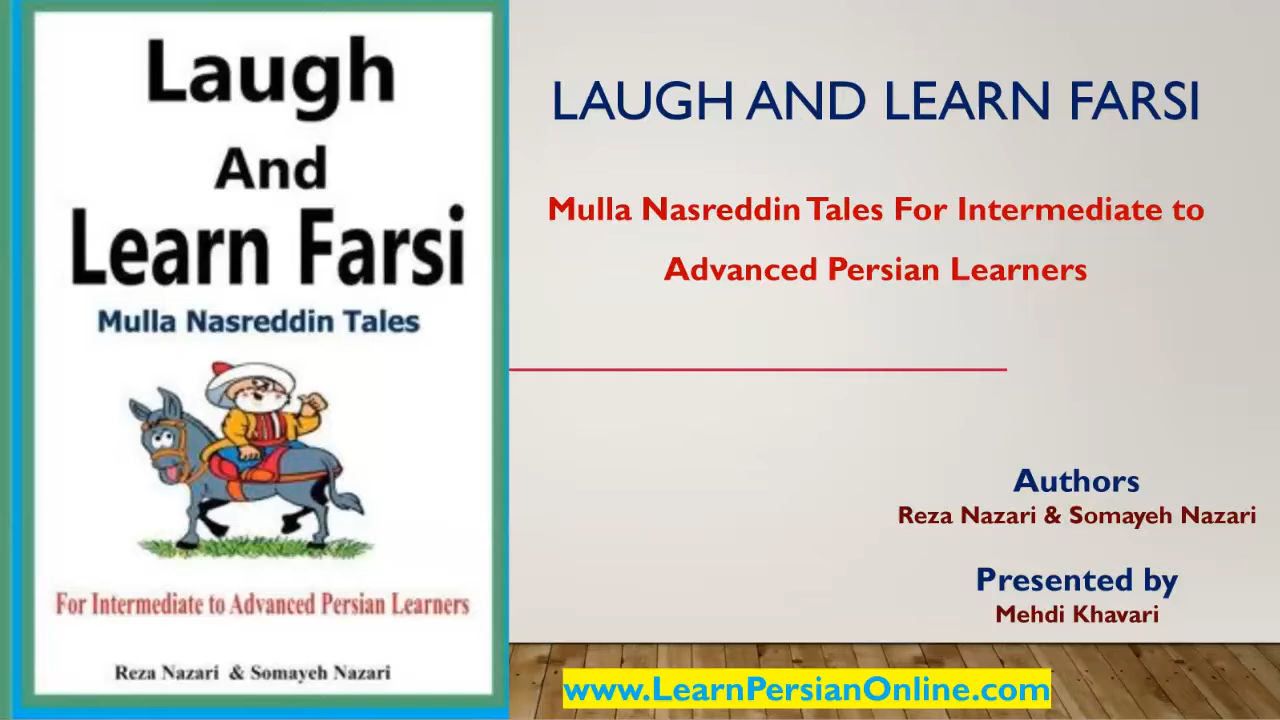 Laugh
And
Learn Farsi
Mulla Nasreddin Tales
For Intermediate to Advanced Persian Learners
Reza Nazari & Somayeh Nazari
LAUGH AND LEARN FARSI
Mulla Nasreddin Tales For Intermediate to
Advanced Persian Learners
Authors
Reza Nazari & Somayeh Nazari
Presented by
Mehdi Khavari
www.LearnPersianOnline.com